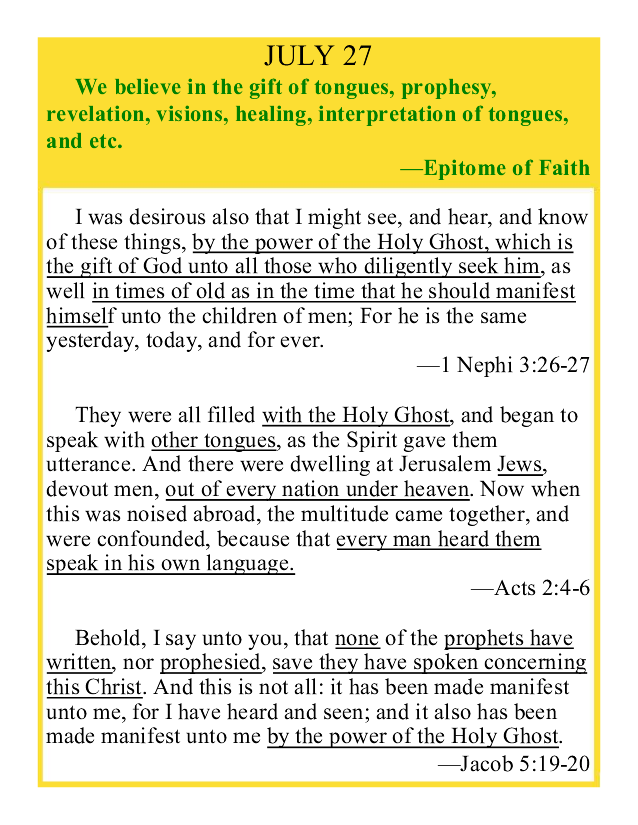 JULY 27
We believe in the gift of tongues, prophesy,
revelation, visions, healing, interpretation of tongues,
and etc.
—Epitome of Faith
I was desirous also that I might see, and hear, and know
of these things, by the power of the Holy Ghost, which is
the gift of God unto all those who diligently seek him, as
well in times of old as in the time that he should manifest
himself unto the children of men; For he is the same
yesterday, today, and for ever.
—1 Nephi 3:26-27
They were all filled with the Holy Ghost, and began to
speak with other tongues, as the Spirit gave them
utterance. And there were dwelling at Jerusalem Jews,
devout men, out of every nation under heaven. Now when
this was noised abroad, the multitude came together, and
were confounded, because that every man heard them
speak in his own language.
—Acts 2:4-6
Behold, I say unto you, that none of the prophets have
written, nor prophesied, save they have spoken concerning
this Christ. And this is not all: it has been made manifest
unto me, for I have heard and seen; and it also has been
made manifest unto me by the power of the Holy Ghost.
—Jacob 5:19-20